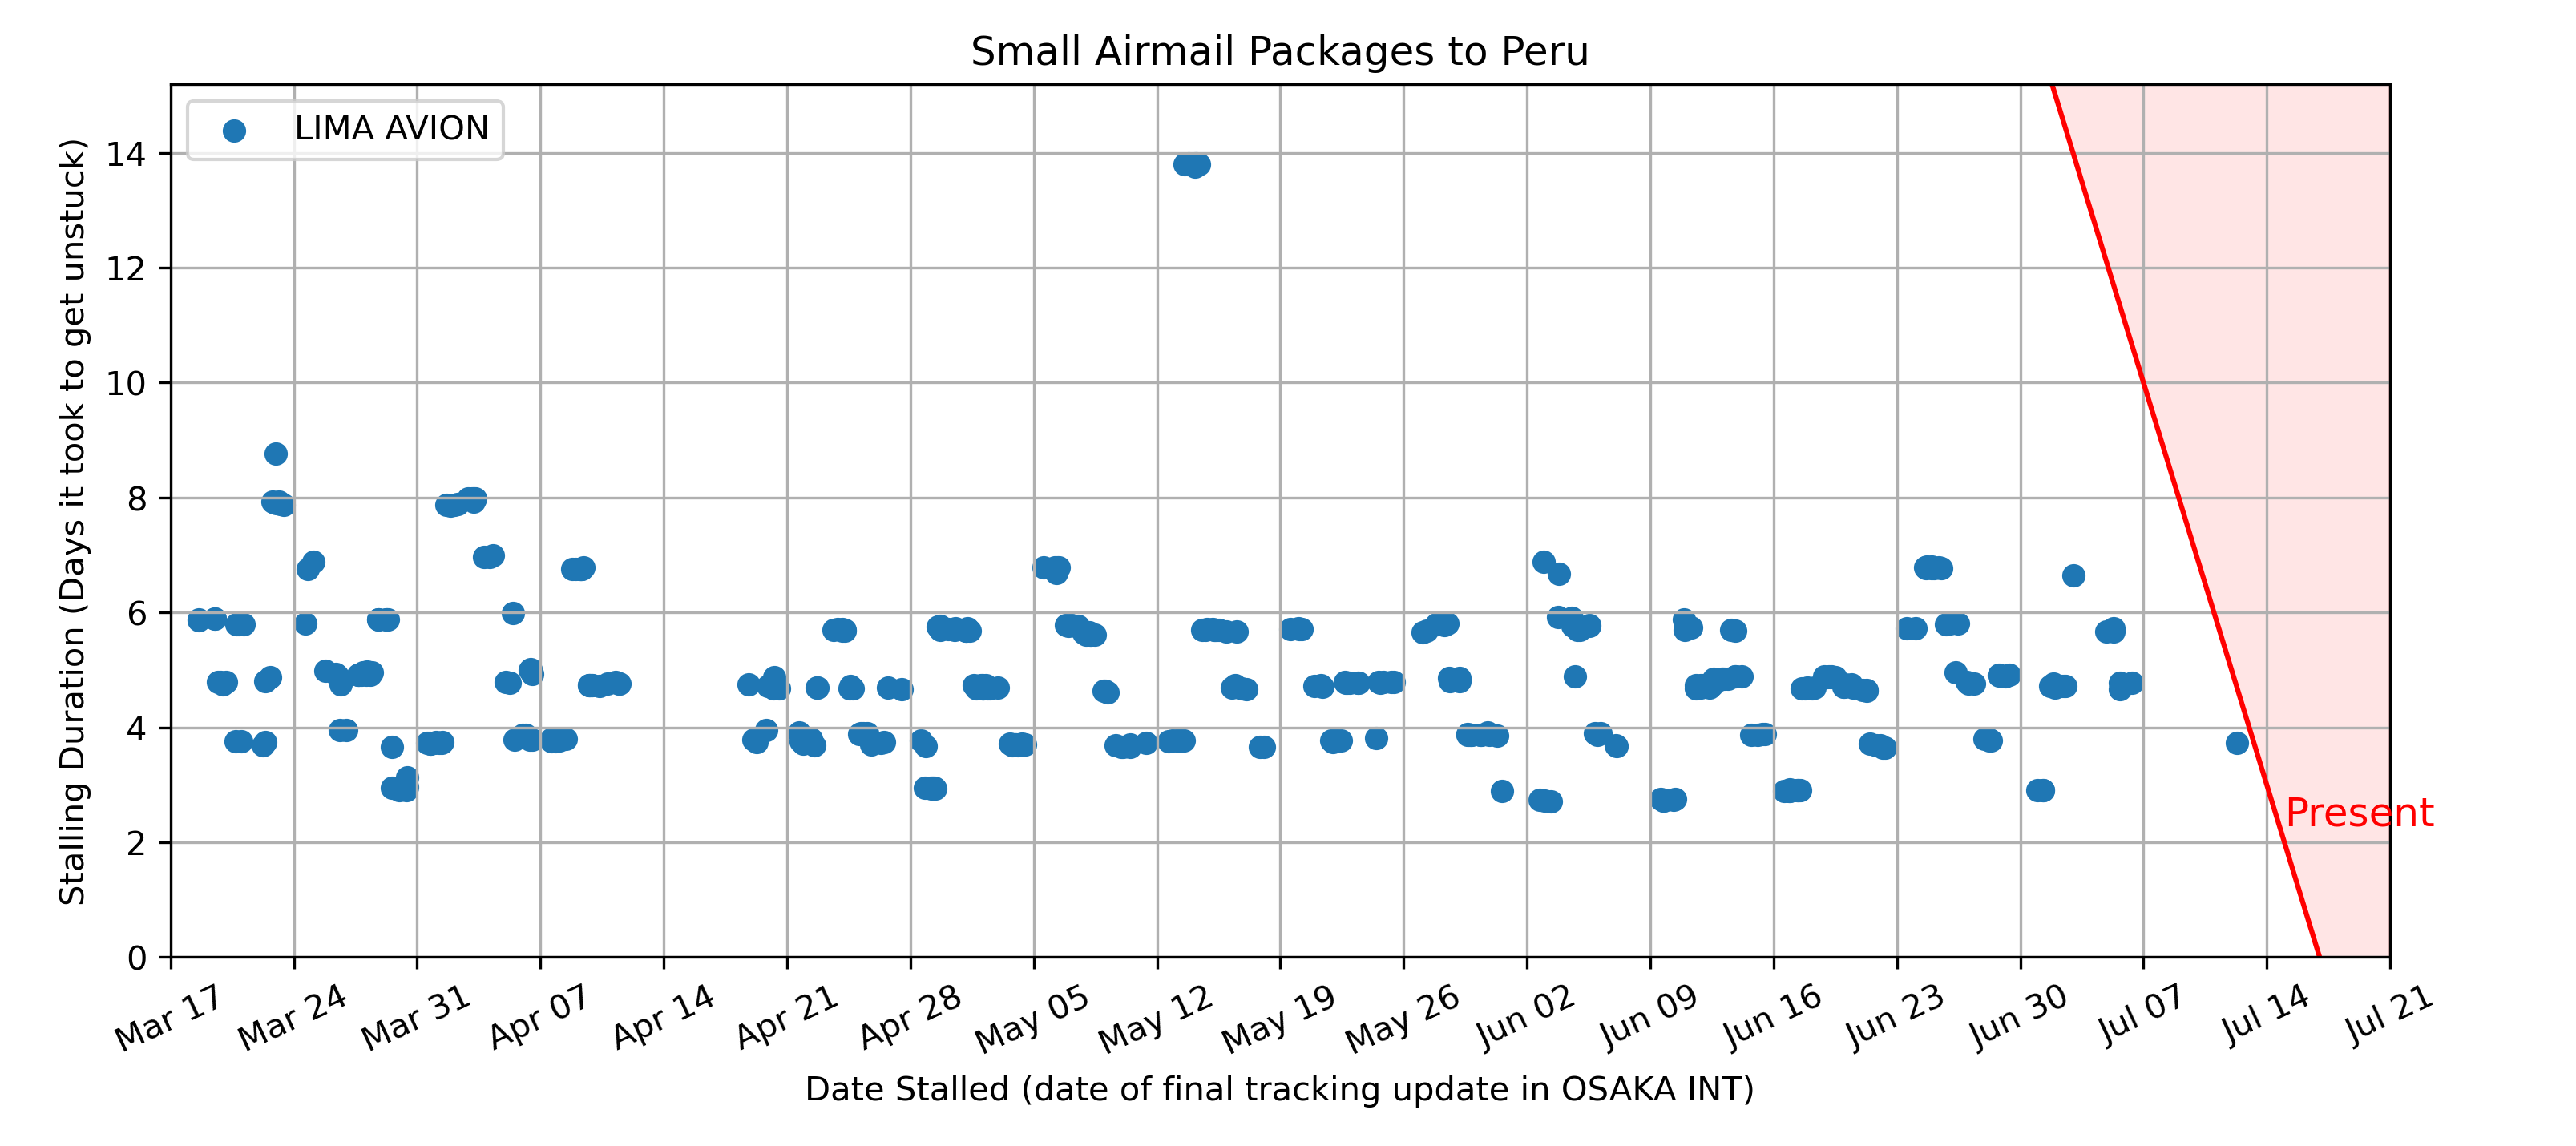 Small Airmail Packages to Peru
LIMA AVION
Stalling Duration (Days it took to get unstuck)
14
12
10
8
6
4
2
0
Present
Mar 17
Mar 24
Mar 31
Apr 07
Apr 14
Apr 21
Apr 28
May 05
May 12
May 19
May 26
Jun 02
Jun 09
Jun 16
Jun 23
Jun 30
Jul 07
Jul 14
Jul 21
Date Stalled (date of final tracking update in OSAKA INT)